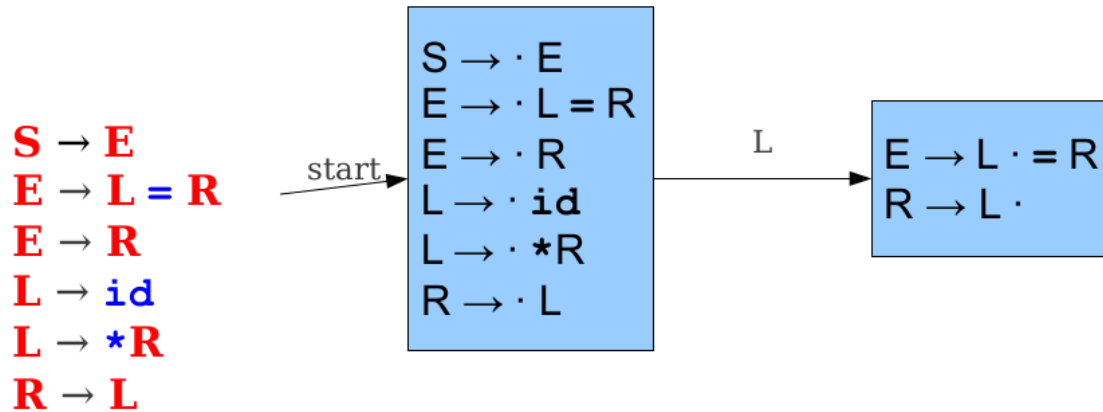 S → E
E → L = R
E → R
L → id
L → *R
R → L
start
S → · E
E → · L = R
E → · R
L → · id
L → · *R
R → · L
L
E → L · = R
R → L ·